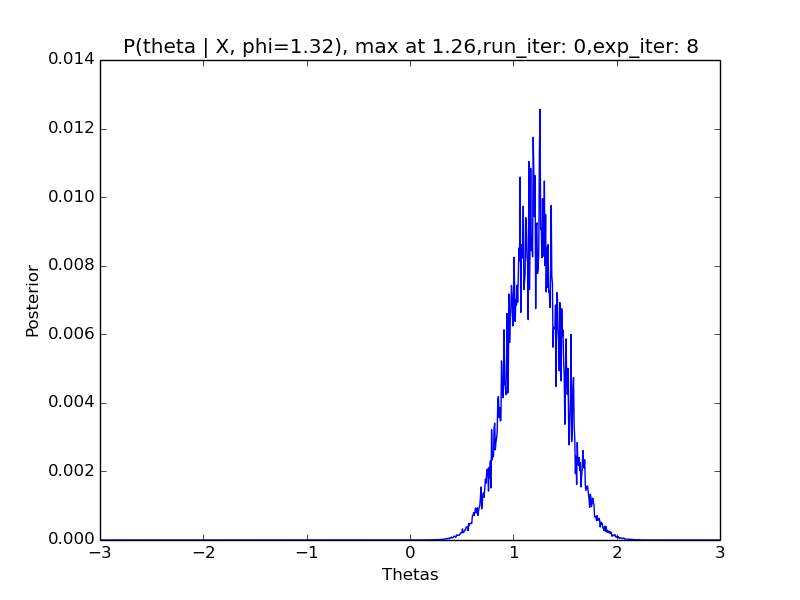 P(theta | X, phi=1.32), max at 1.26,run_iter: 0,exp_iter: 8
0.014
0.012
0.010
0.008
0.006
0.004
0.002
0.000
Posterior
−3 −2 −1 0 1 2 3
Thetas